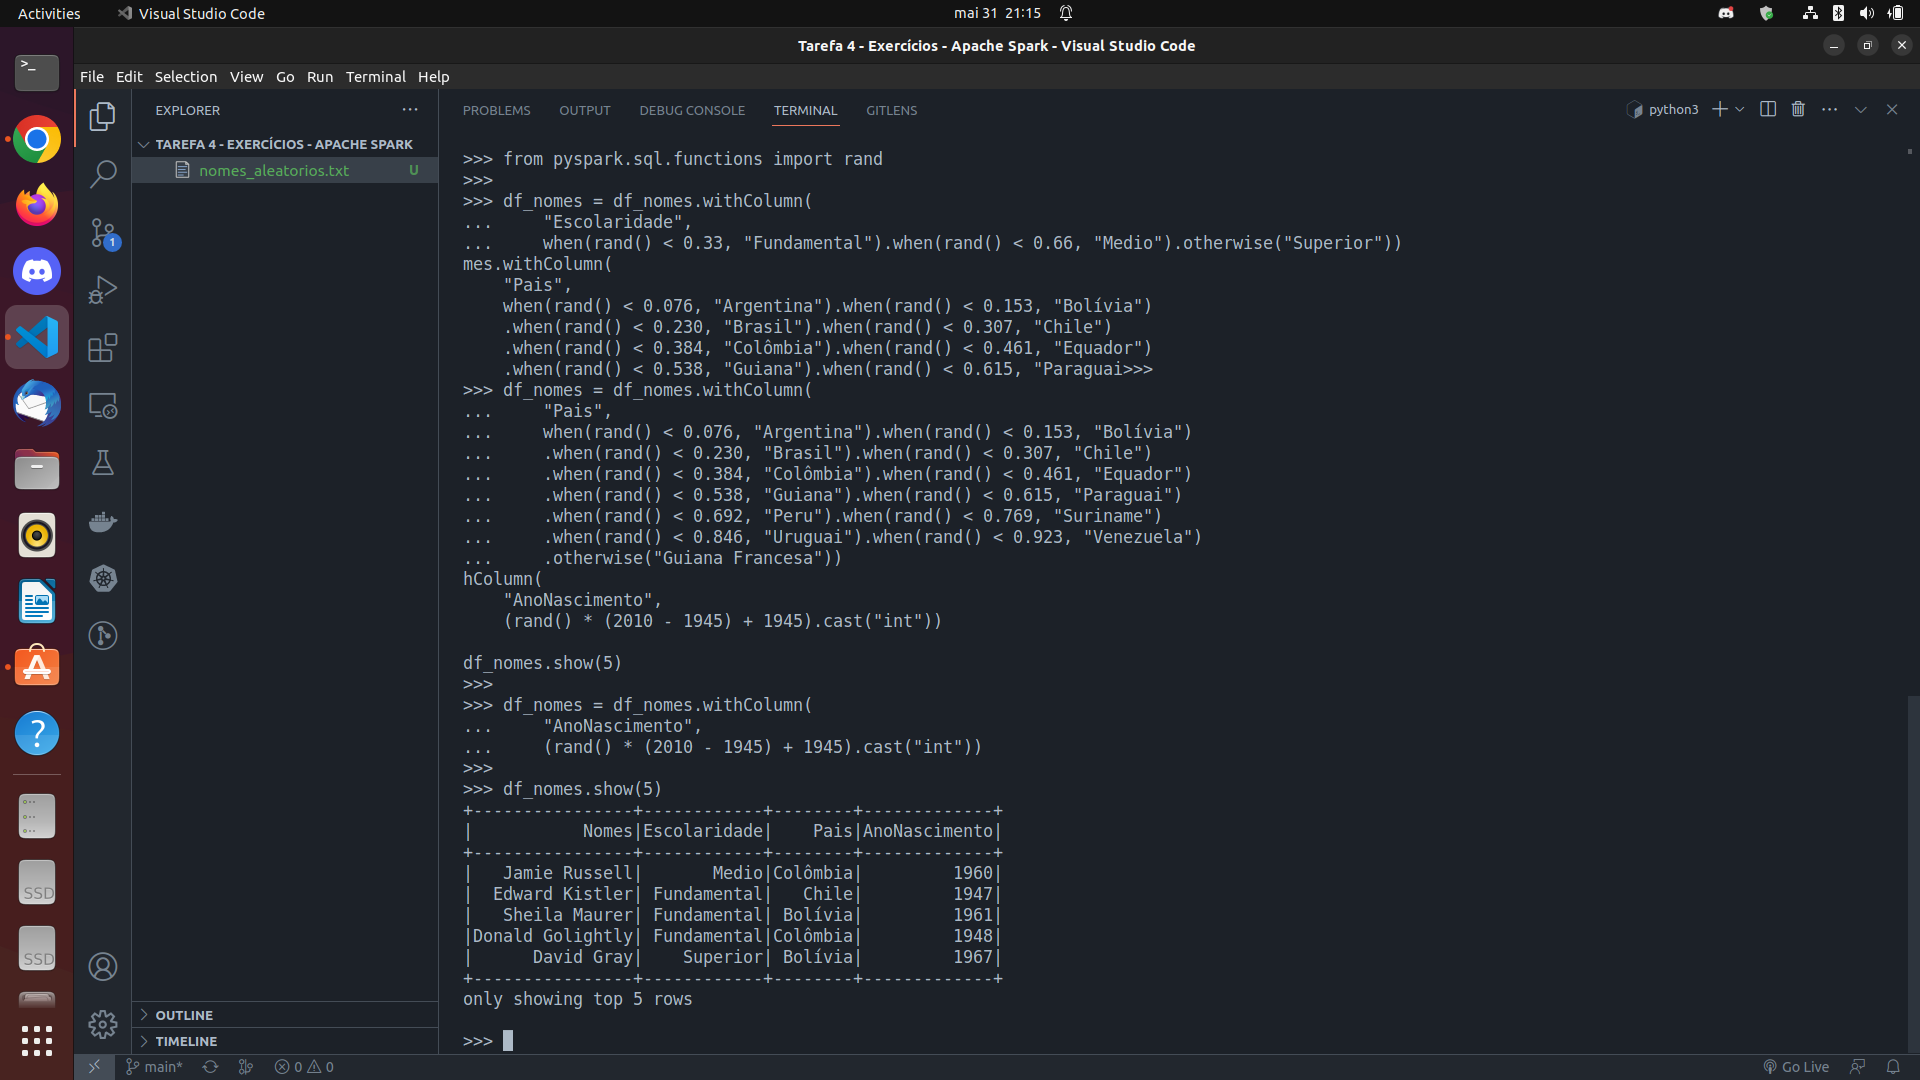 Activities
Visual Studio Code
mai 31 21:15
Tarefa 4 - Exercícios - Apache Spark - Visual Studio Code
File Edit Selection View Go Run Terminal Help
EXPLORER
TAREFA 4 - EXERCÍCIOS - APACHE SPARK
nomes_aleatorios.txt U
1
SSD
SSD
OUTLINE
TIMELINE
PROBLEMS OUTPUT DEBUG CONSOLE TERMINAL GITLENS
python3
>>> from pyspark.sql.functions import rand
>>>
>>> df_nomes = df_nomes.withColumn(
...     "Escolaridade",
...     when(rand() < 0.33, "Fundamental").when(rand() < 0.66, "Medio").otherwise("Superior"))
mes.withColumn(
    "Pais",
    when(rand() < 0.076, "Argentina").when(rand() < 0.153, "Bolívia")
    .when(rand() < 0.230, "Brasil").when(rand() < 0.307, "Chile")
    .when(rand() < 0.384, "Colômbia").when(rand() < 0.461, "Equador")
    .when(rand() < 0.538, "Guiana").when(rand() < 0.615, "Paraguai>>>
>>> df_nomes = df_nomes.withColumn(
...     "Pais",
...     when(rand() < 0.076, "Argentina").when(rand() < 0.153, "Bolívia")
...     .when(rand() < 0.230, "Brasil").when(rand() < 0.307, "Chile")
...     .when(rand() < 0.384, "Colômbia").when(rand() < 0.461, "Equador")
...     .when(rand() < 0.538, "Guiana").when(rand() < 0.615, "Paraguai")
...     .when(rand() < 0.692, "Peru").when(rand() < 0.769, "Suriname")
...     .when(rand() < 0.846, "Uruguai").when(rand() < 0.923, "Venezuela")
...     .otherwise("Guiana Francesa"))
hColumn(
    "AnoNascimento",
    (rand() * (2010 - 1945) + 1945).cast("int"))
df_nomes.show(5)
>>>
>>> df_nomes = df_nomes.withColumn(
...     "AnoNascimento",
...     (rand() * (2010 - 1945) + 1945).cast("int"))
>>>
>>> df_nomes.show(5)
+----------------+------------+--------+-------------+
|           Nomes|Escolaridade|    Pais|AnoNascimento|
+----------------+------------+--------+-------------+
|   Jamie Russell|       Medio|Colômbia|         1960|
|  Edward Kistler| Fundamental|   Chile|         1947|
|   Sheila Maurer| Fundamental| Bolívia|         1961|
|Donald Golightly| Fundamental|Colômbia|         1948|
|      David Gray|    Superior| Bolívia|         1967|
+----------------+------------+--------+-------------+
only showing top 5 rows
>>>
main* 0 0
Go Live